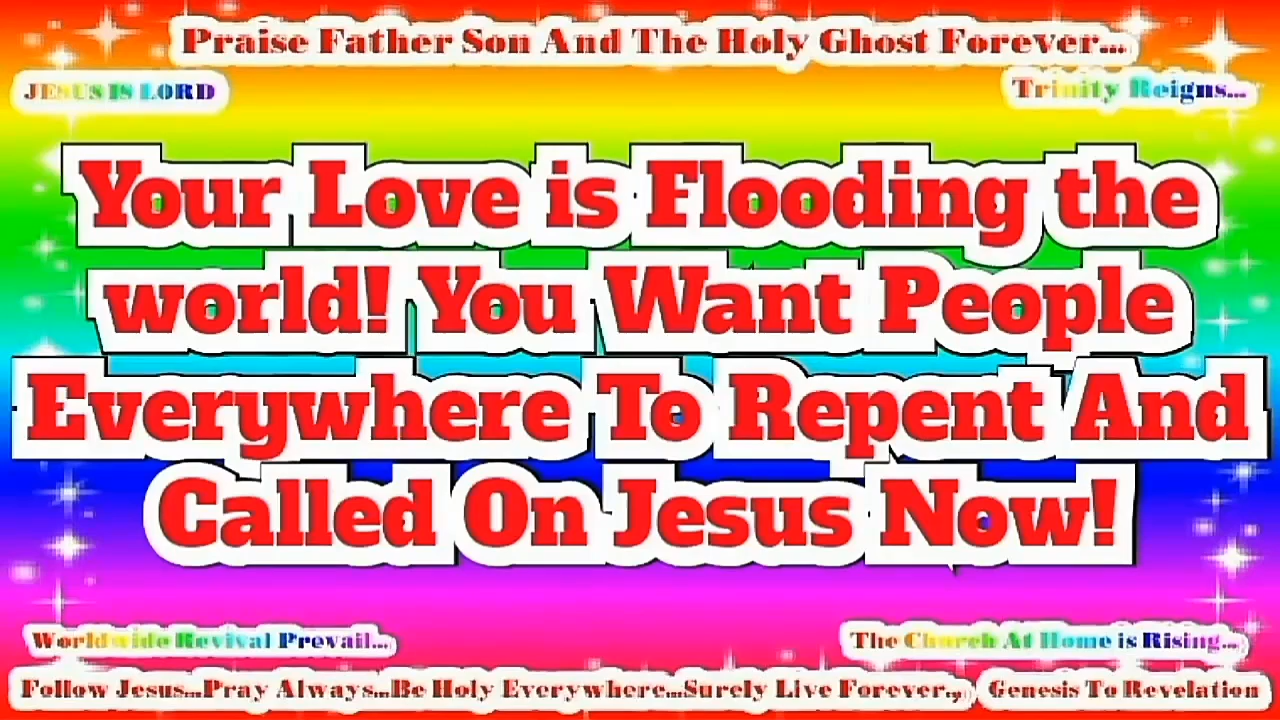 Praise Father Son And The Holy Ghost Forever...
JESUS IS LORD
Trinity Reigns...
Your Love is Flooding the
world! You Want People
Everywhere To Repent And
Called On Jesus Now!
Worldwide Revival Prevail...
The Church At Home is Rising...
Follow Jesus...Pray Always...Be Holy Everywhere...Surely Live Forever.,, Genesis To Revelation